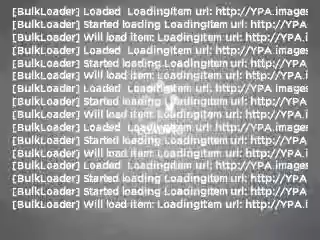 [BulkLoader] Loaded LoadingItem url: http://YPA.images
[BulkLoader] Started loading LoadingItem url: http://YPA
[BulkLoader] Will load item: LoadingItem url: http://YPA.i
[BulkLoader] Loaded LoadingItem url: http://YPA.images
[BulkLoader] Started loading LoadingItem url: http://YPA
[BulkLoader] Will load item: LoadingItem url: http://YPA.i
[BulkLoader] Loaded LoadingItem url: http://YPA.images
[BulkLoader] Started loading LoadingItem url: http://YPA
[BulkLoader] Will load item: LoadingItem url: http://YPA.i
[BulkLoader] Loaded LoadingItem url: http://YPA.images
[BulkLoader] Started loading LoadingItem url: http://YPA
[BulkLoader] Will load item: LoadingItem url: http://YPA.i
[BulkLoader] Loaded LoadingItem url: http://YPA.images
[BulkLoader] Started loading LoadingItem url: http://YPA
[BulkLoader] Started loading LoadingItem url: http://YPA
[BulkLoader] Will load item: LoadingItem url: http://YPA.i